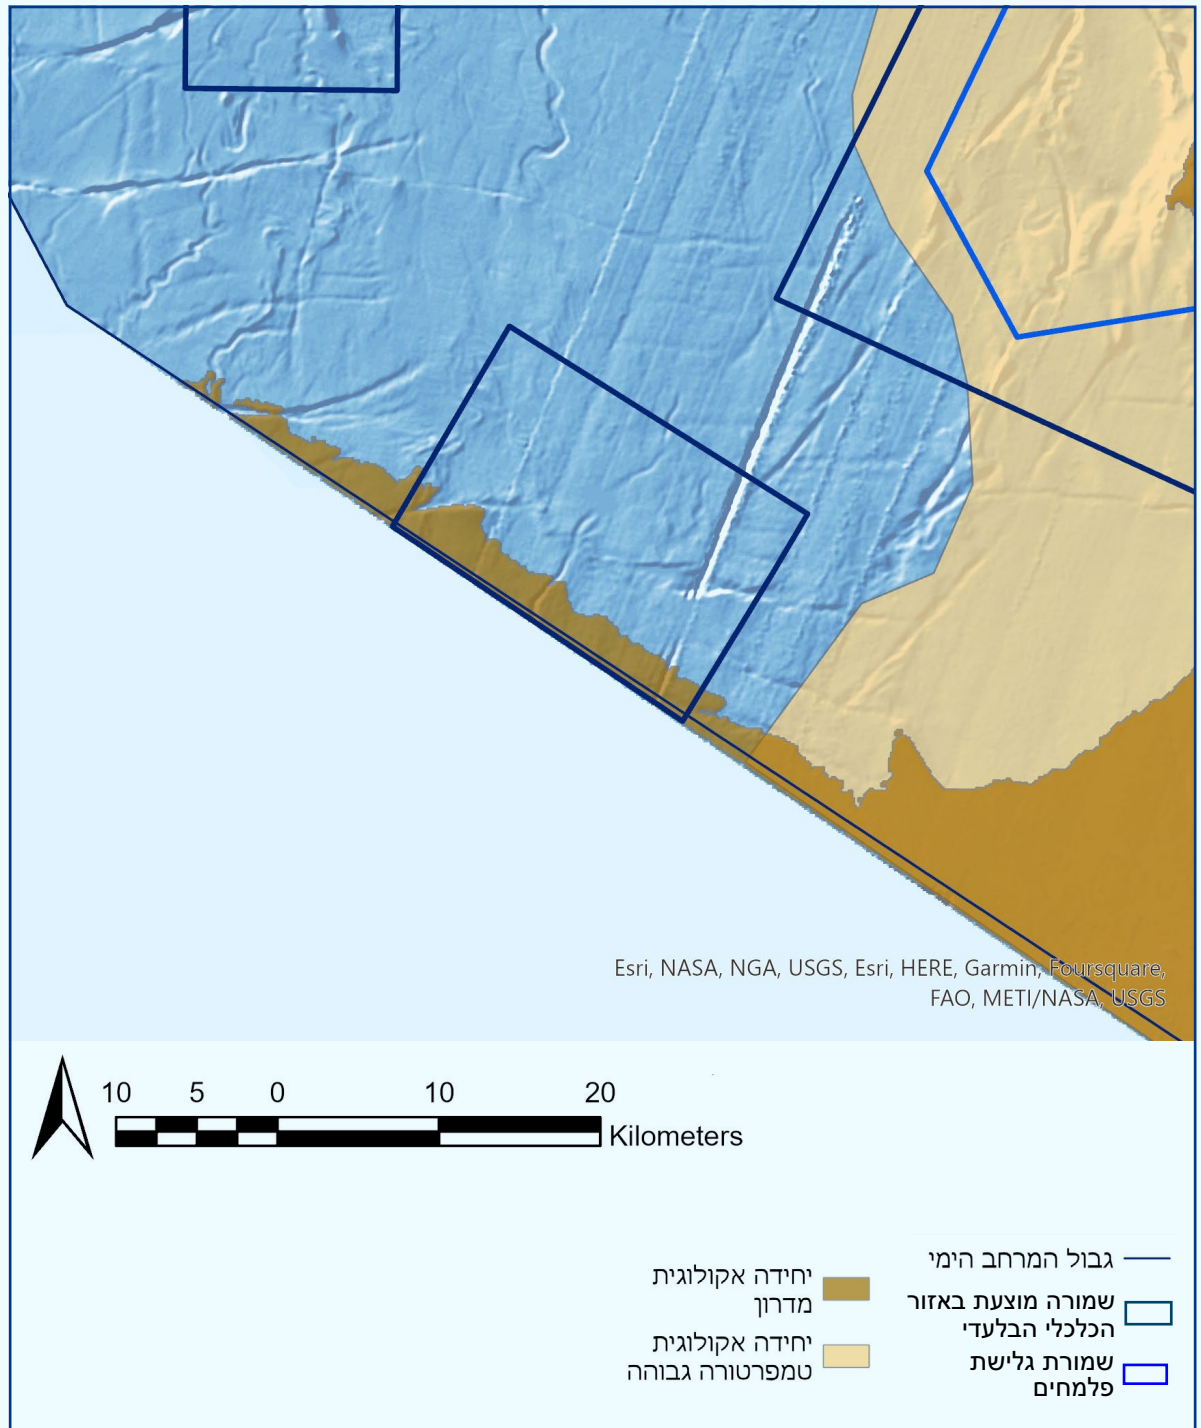 Esri, NASA, NGA, USGS, Esri, HERE, Garmin, Foursquare,
FAO, METI/NASA, USGS
10 5 0 10 20
Kilometers
גבול המרחב הימי
שמורה מוצעת באזור
הכלכלי הבלעדי
שמורת גלישת
פלמחים
יחידה אקולוגית
מדרון
יחידה אקולוגית
טמפרטורה גבוהה